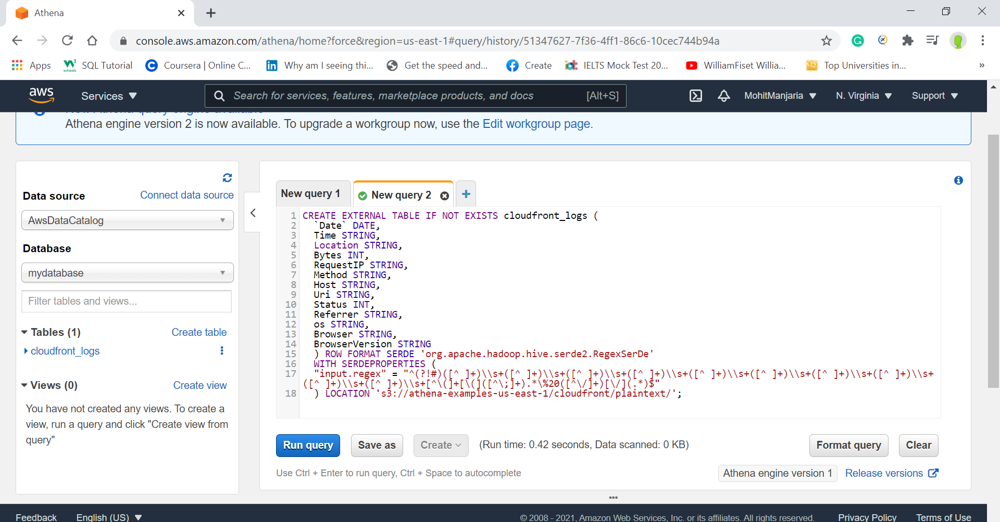 Athena
console.aws.amazon.com/athena/home?force&region=us-east-1#query/history/51347627-7f36-4ff1-86c6-10cec744b94a
Apps
W3 schools SQL Tutorial
Coursera | Online C...
Why am I seeing thi...
Get the speed and...
Create
IELTS Mock Test 20...
WilliamFiset Willia...
Top Universities in...
»
aws
Services
Search for services, features, marketplace products, and docs
[Alt+S]
MohitManjaria
N. Virginia
Support
New Athena query engine available
Athena engine version 2 is now available. To upgrade a workgroup now, use the Edit workgroup page.
Data source
Connect data source
AwsDataCatalog
Database
mydatabase
Filter tables and views...
Tables (1)
Create table
cloudfront_logs
Views (0)
Create view
You have not created any views. To create a
view, run a query and click "Create view from
query"
New query 1
New query 2
1 CREATE EXTERNAL TABLE IF NOT EXISTS cloudfront_logs (
2 `Date` DATE,
3 Time STRING,
4 Location STRING,
5 Bytes INT,
6 RequestIP STRING,
7 Method STRING,
8 Host STRING,
9 Uri STRING,
10 Status INT,
11 Referrer STRING,
12 os STRING,
13 Browser STRING,
14 BrowserVersion STRING
15 ) ROW FORMAT SERDE 'org.apache.hadoop.hive.serde2.RegexSerDe'
16 WITH SERDEPROPERTIES (
17 "input.regex" = "^(?!#)([^ ]+)\\s+([^ ]+)\\s+([^ ]+)\\s+([^ ]+)\\s+([^ ]+)\\s+([^ ]+)\\s+([^ ]+)\\s+([^ ]+)\\s+
([^ ]+)\\s+([^ ]+)\\s+[^\(]+[\(]([^\;]+).*\%20([^\/]+)[\/](.*)$"
18 ) LOCATION 's3://athena-examples-us-east-1/cloudfront/plaintext/';
Run query
Save as
Create
(Run time: 0.42 seconds, Data scanned: 0 KB)
Format query
Clear
Use Ctrl + Enter to run query, Ctrl + Space to autocomplete
Athena engine version 1
Release versions
Feedback
English (US)
© 2008 - 2021, Amazon Web Services, Inc. or its affiliates. All rights reserved.
Privacy Policy
Terms of Use